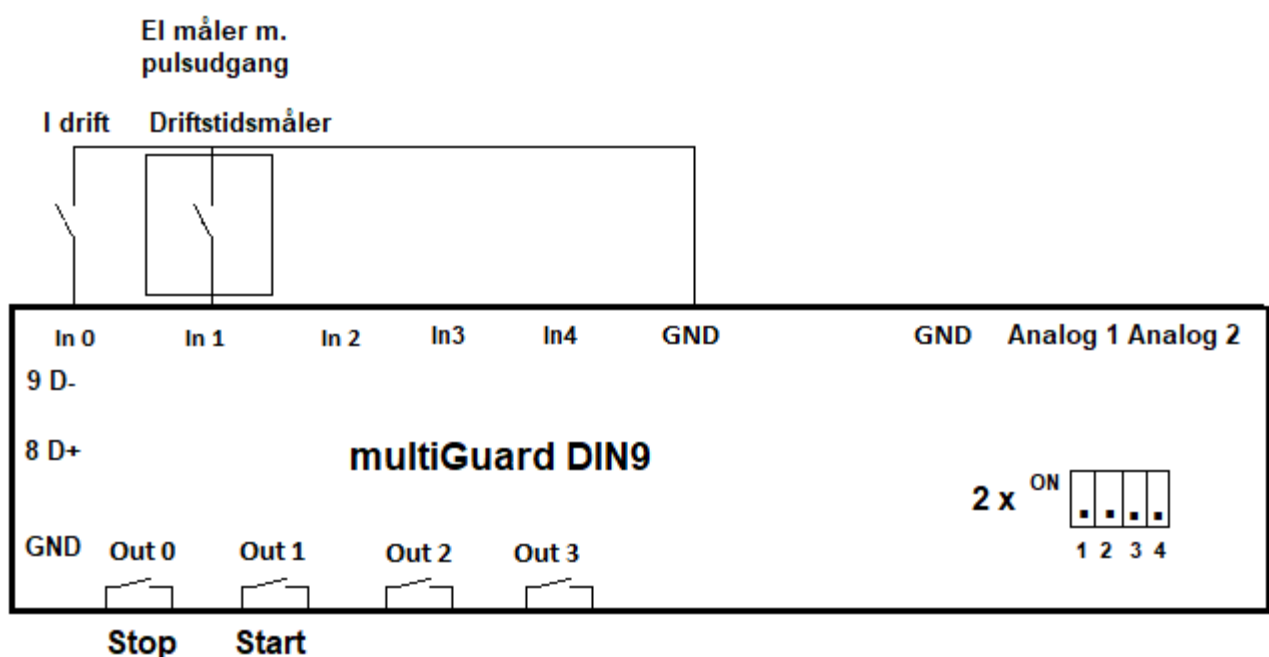 El måler m.
pulsudgang
I drift Driftstidsmåler
In 0 In 1 In 2 In3 In4 GND GND Analog 1 Analog 2
9 D-
8 D+ multiGuard DIN9
2 x ON
1 2 3 4
GND Out 0 Out 1 Out 2 Out 3
Stop Start